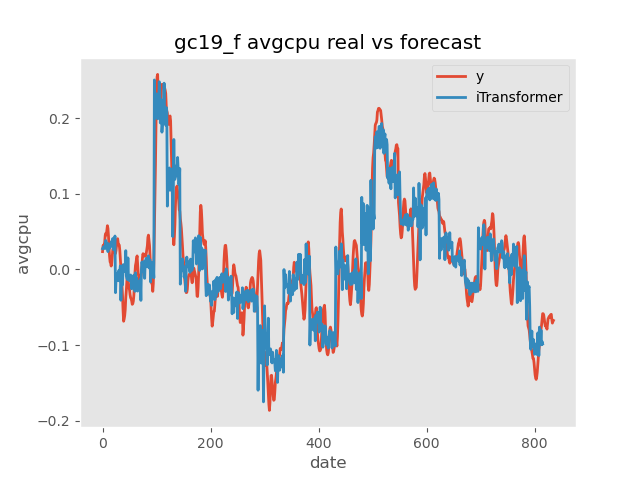 gc19_f avgcpu real vs forecast
y
iTransformer
avgcpu
0.2
0.1
0.0
−0.1
−0.2
0 200 400 600 800
date